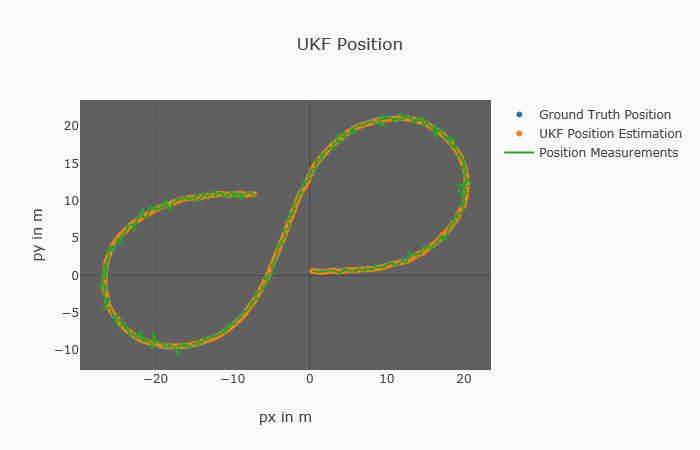 UKF Position
Ground Truth Position
UKF Position Estimation
Position Measurements
20
15
10
5
0
−5
−10
py in m
−20
−10
0
10
20
px in m